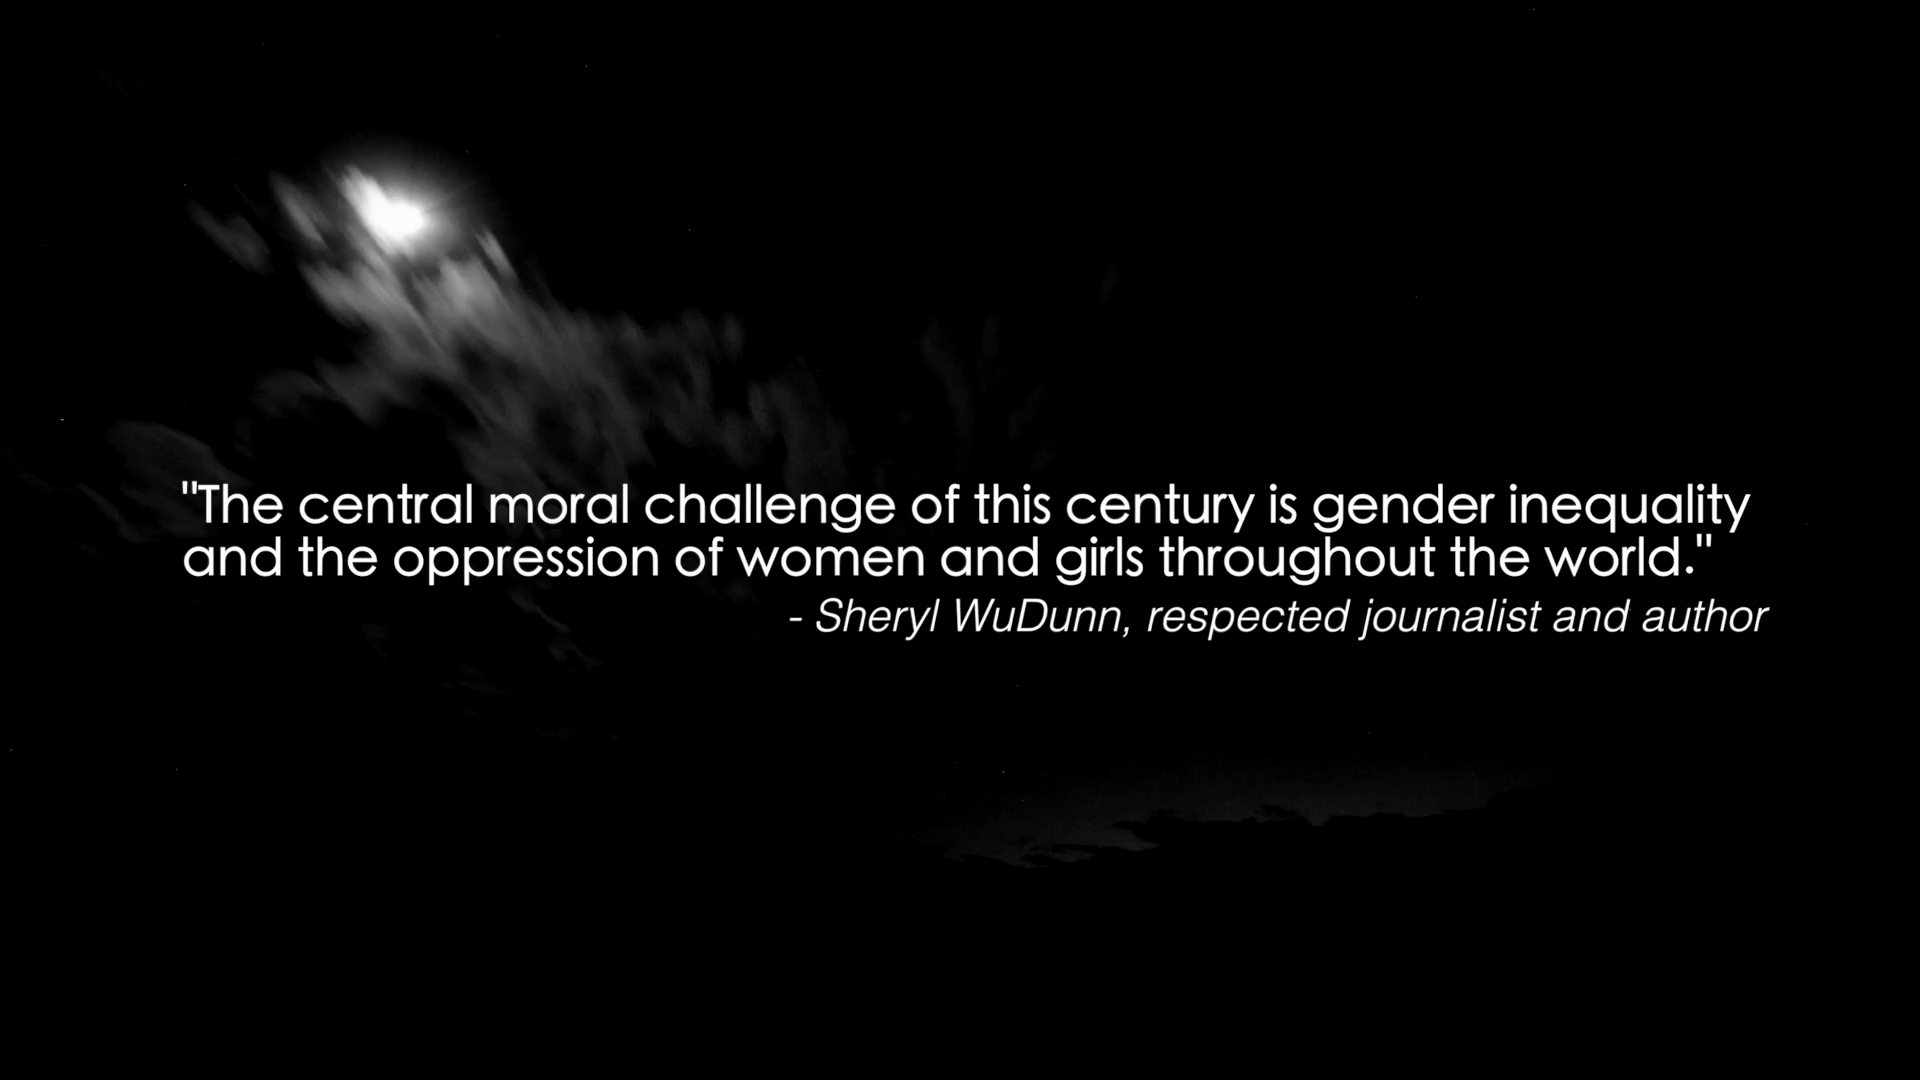 "The central moral challenge of this century is gender inequality
and the oppression of women and girls throughout the world."
- Sheryl WuDunn, respected journalist and author